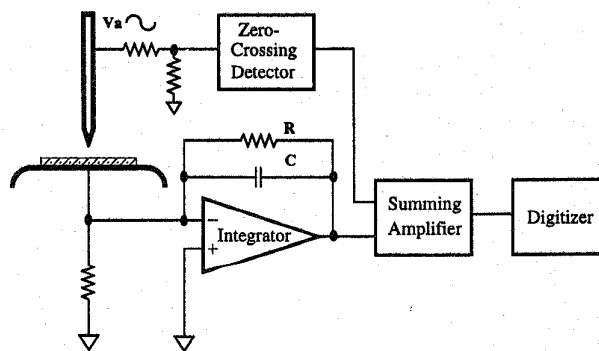 Va
Zero-
Crossing
Detector
R
C
−
Integrator
+
Summing
Amplifier
Digitizer